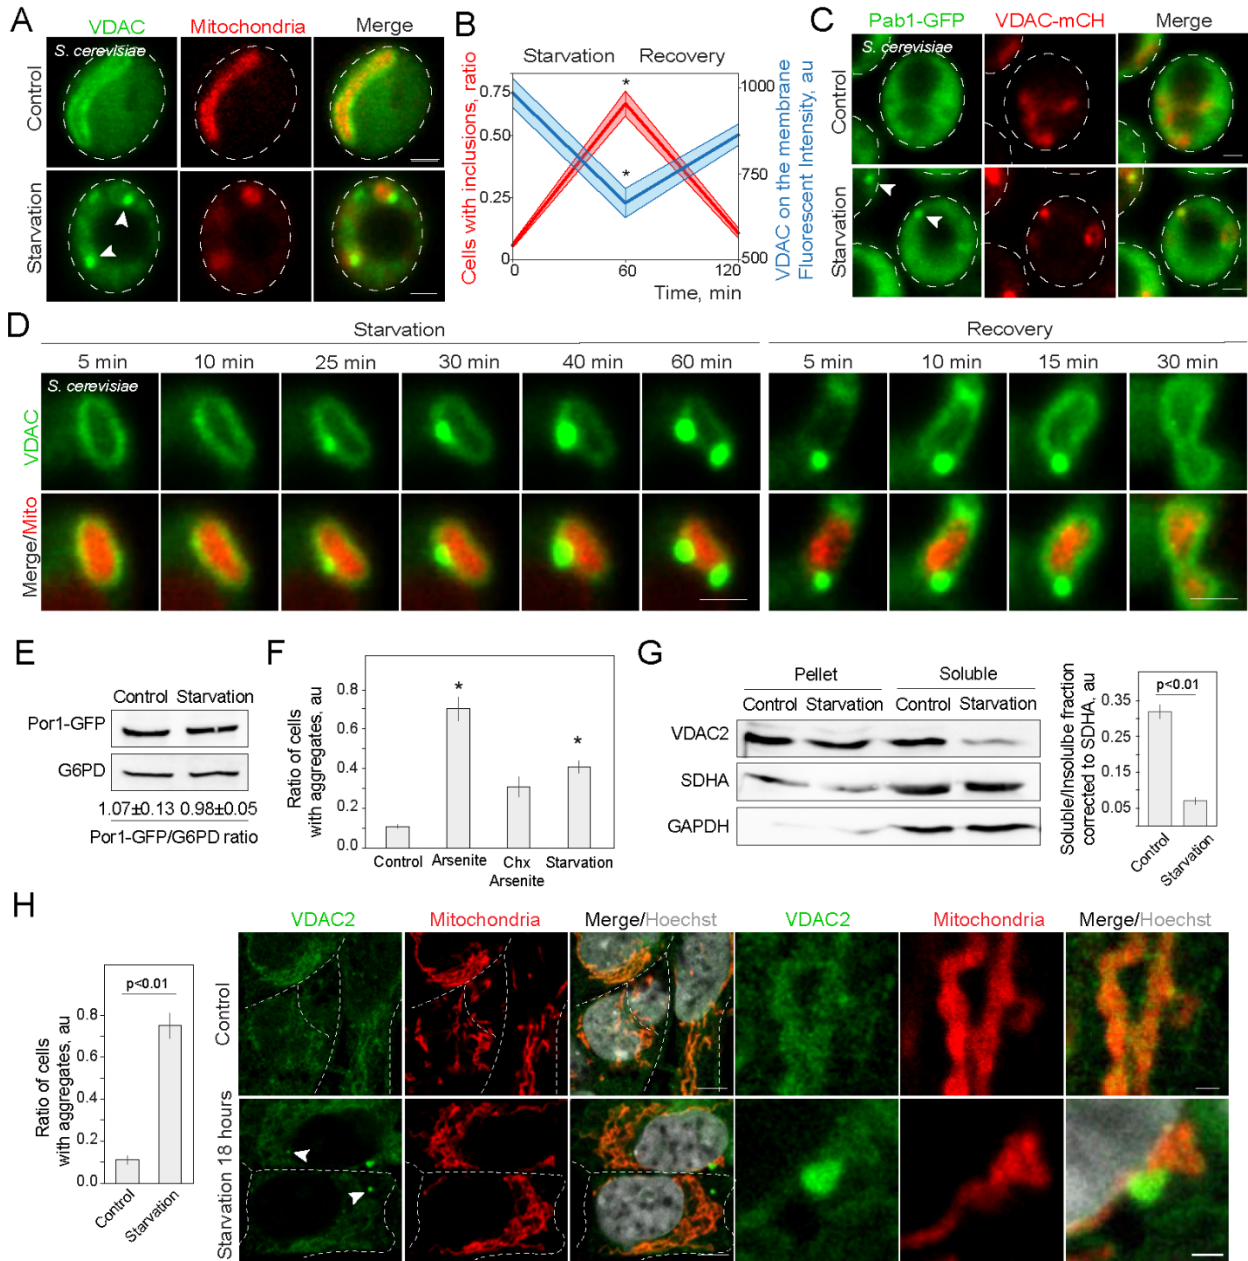 A
VDAC
Mitochondria
Merge
S. cerevisiae
Control
Starvation
B
Starvation
Recovery
Cells with inclusions, ratio
0.75
0.50
0.25
0
*
*
1000
750
500
VDAC on the membrane
Fluorescent Intensity, au
0
60
120
Time, min
C
Pab1-GFP
VDAC-mCH
Merge
S. cerevisiae
Control
Starvation
D
Starvation
Recovery
5 min
10 min
25 min
30 min
40 min
60 min
5 min
10 min
15 min
30 min
S. cerevisiae
VDAC
Merge/Mito
E
Control
Starvation
Por1-GFP
G6PD
1.07±0.13
0.98±0.05
Por1-GFP/G6PD ratio
F
Ratio of cells
with aggregates, au
0.8
0.6
0.4
0.2
0.0
*
*
Control
Arsenite
Chx
Arsenite
Starvation
G
Pellet
Soluble
Control
Starvation
Control
Starvation
VDAC2
SDHA
GAPDH
Soluble/Insolulbe fraction
corrected to SDHA, au
0.35
0.25
0.15
0.05
p<0.01
Control
Starvation
H
Ratio of cells
with aggregates, au
0.8
0.6
0.4
0.2
0.0
p<0.01
Control
Starvation
VDAC2
Mitochondria
Merge/Hoechst
VDAC2
Mitochondria
Merge/Hoechst
Control
Starvation 18 hours